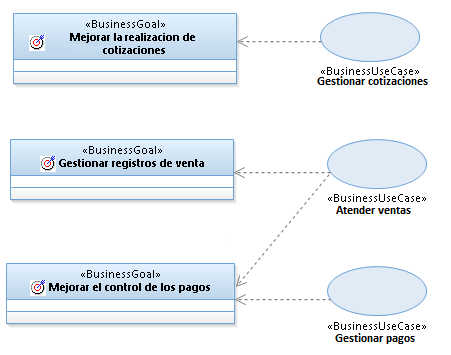 «BusinessGoal»
Mejorar la realizacion de
cotizaciones
«BusinessUseCase»
Gestionar cotizaciones
«BusinessGoal»
Gestionar registros de venta
«BusinessUseCase»
Atender ventas
«BusinessGoal»
Mejorar el control de los pagos
«BusinessUseCase»
Gestionar pagos